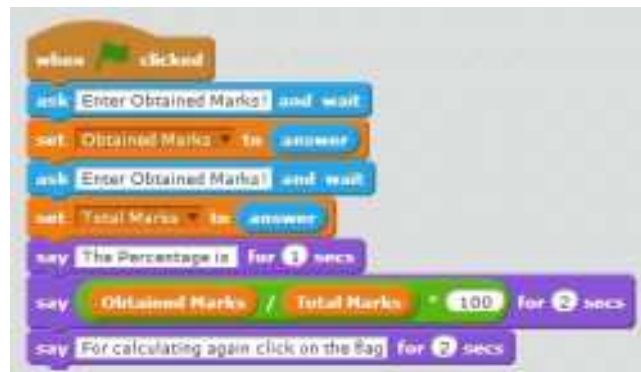 when clicked
ask Enter Obtained Marks! and wait
set Obtained Marks to answer
ask Enter Obtained Marks! and wait
set Total Marks to answer
say The Percentage is for 1 secs
say Obtained Marks / Total Marks * 100 for 2 secs
say For calculating again click on the flag for 2 secs